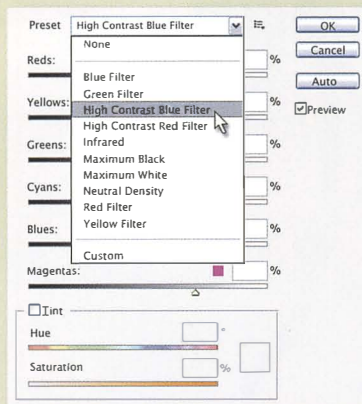 Preset High Contrast Blue Filter OK
None
Cancel
Reds: %
Blue Filter
Auto
Green Filter
Yellows: %
High Contrast Blue Filter
Preview
High Contrast Red Filter
Greens: %
Infrared
Maximum Black
Maximum White
Cyans: %
Neutral Density
Red Filter
Yellow Filter
Blues: %
Custom
Magentas: %
Tint
Hue °
Saturation %